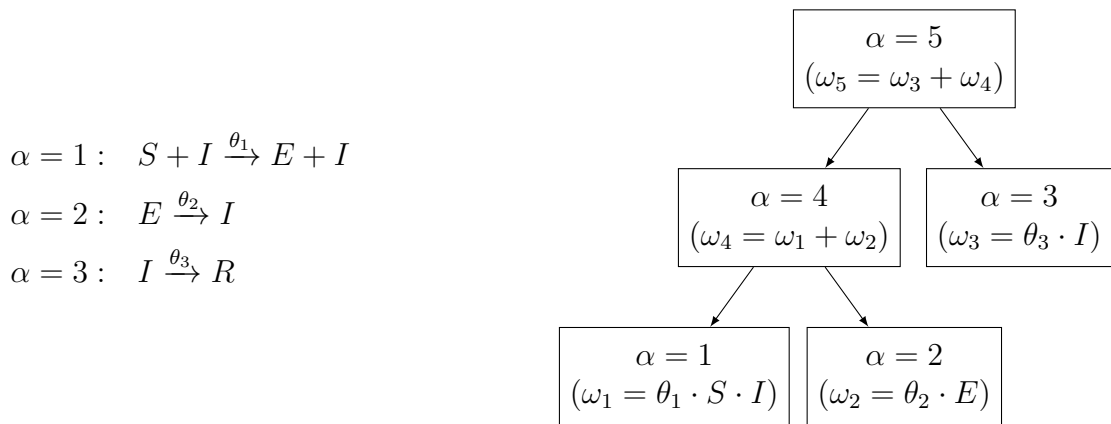 α = 1 : S + I —θ₁→ E + I
α = 2 : E —θ₂→ I
α = 3 : I —θ₃→ R
α = 5
(ω₅ = ω₃ + ω₄)
α = 4
(ω₄ = ω₁ + ω₂)
α = 3
(ω₃ = θ₃ · I)
α = 1
(ω₁ = θ₁ · S · I)
α = 2
(ω₂ = θ₂ · E)